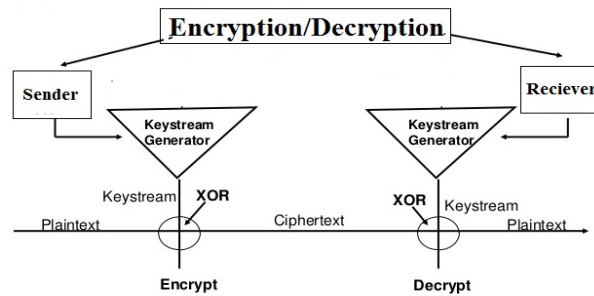 Encryption/Decryption
Sender
Reciever
Keystream
Generator
Keystream
Generator
Keystream
XOR
XOR
Keystream
Plaintext
Ciphertext
Plaintext
Encrypt
Decrypt